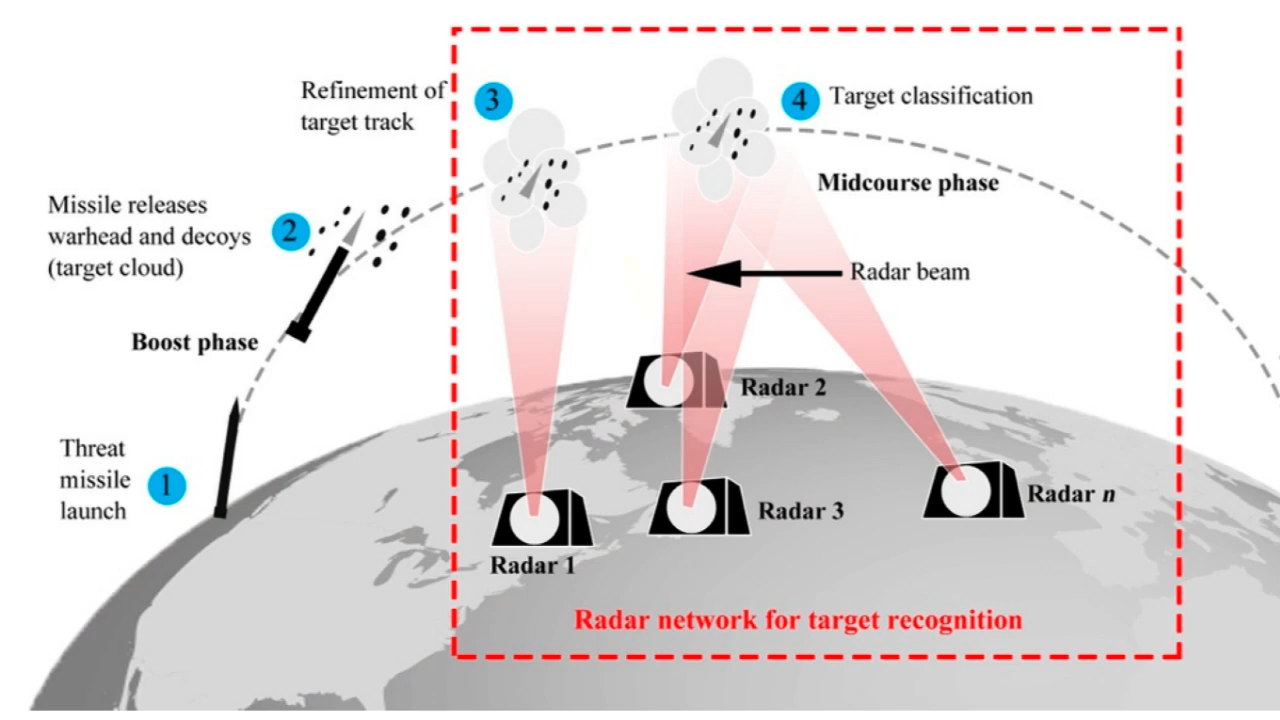 Refinement of
target track
3
4
Target classification
Midcourse phase
Missile releases
warhead and decoys
(target cloud)
2
Radar beam
Boost phase
Radar 2
Threat
missile
launch
1
Radar 1
Radar 3
Radar n
Radar network for target recognition